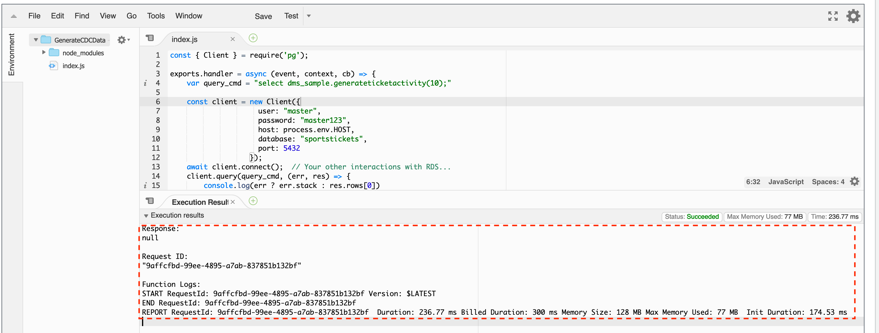 File Edit Find View Go Tools Window Save Test
Environment
GenerateCDCData
node_modules
index.js
index.js
1 const { Client } = require('pg');
2
3 exports.handler = async (event, context, cb) => {
4 var query_cmd = "select dms_sample.generateticketactivity(10);"
5
6 const client = new Client({
7 user: "master",
8 password: "master123",
9 host: process.env.HOST,
10 database: "sportstickets",
11 port: 5432
12 });
13 await client.connect(); // Your other interactions with RDS...
14 client.query(query_cmd, (err, res) => {
15 console.log(err ? err.stack : res.rows[0])
6:32 JavaScript Spaces: 4
Execution Result
Execution results
Status: Succeeded Max Memory Used: 77 MB Time: 236.77 ms
Response:
null
Request ID:
"9affcfbd-99ee-4895-a7ab-837851b132bf"
Function Logs:
START RequestId: 9affcfbd-99ee-4895-a7ab-837851b132bf Version: $LATEST
END RequestId: 9affcfbd-99ee-4895-a7ab-837851b132bf
REPORT RequestId: 9affcfbd-99ee-4895-a7ab-837851b132bf Duration: 236.77 ms Billed Duration: 300 ms Memory Size: 128 MB Max Memory Used: 77 MB Init Duration: 174.53 ms